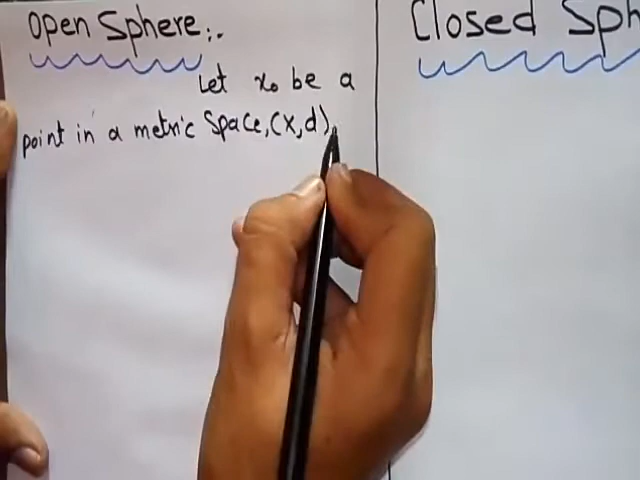 Open Sphere:.
Let x₀ be a
point in a metric Space, (X, d)
Closed Sph